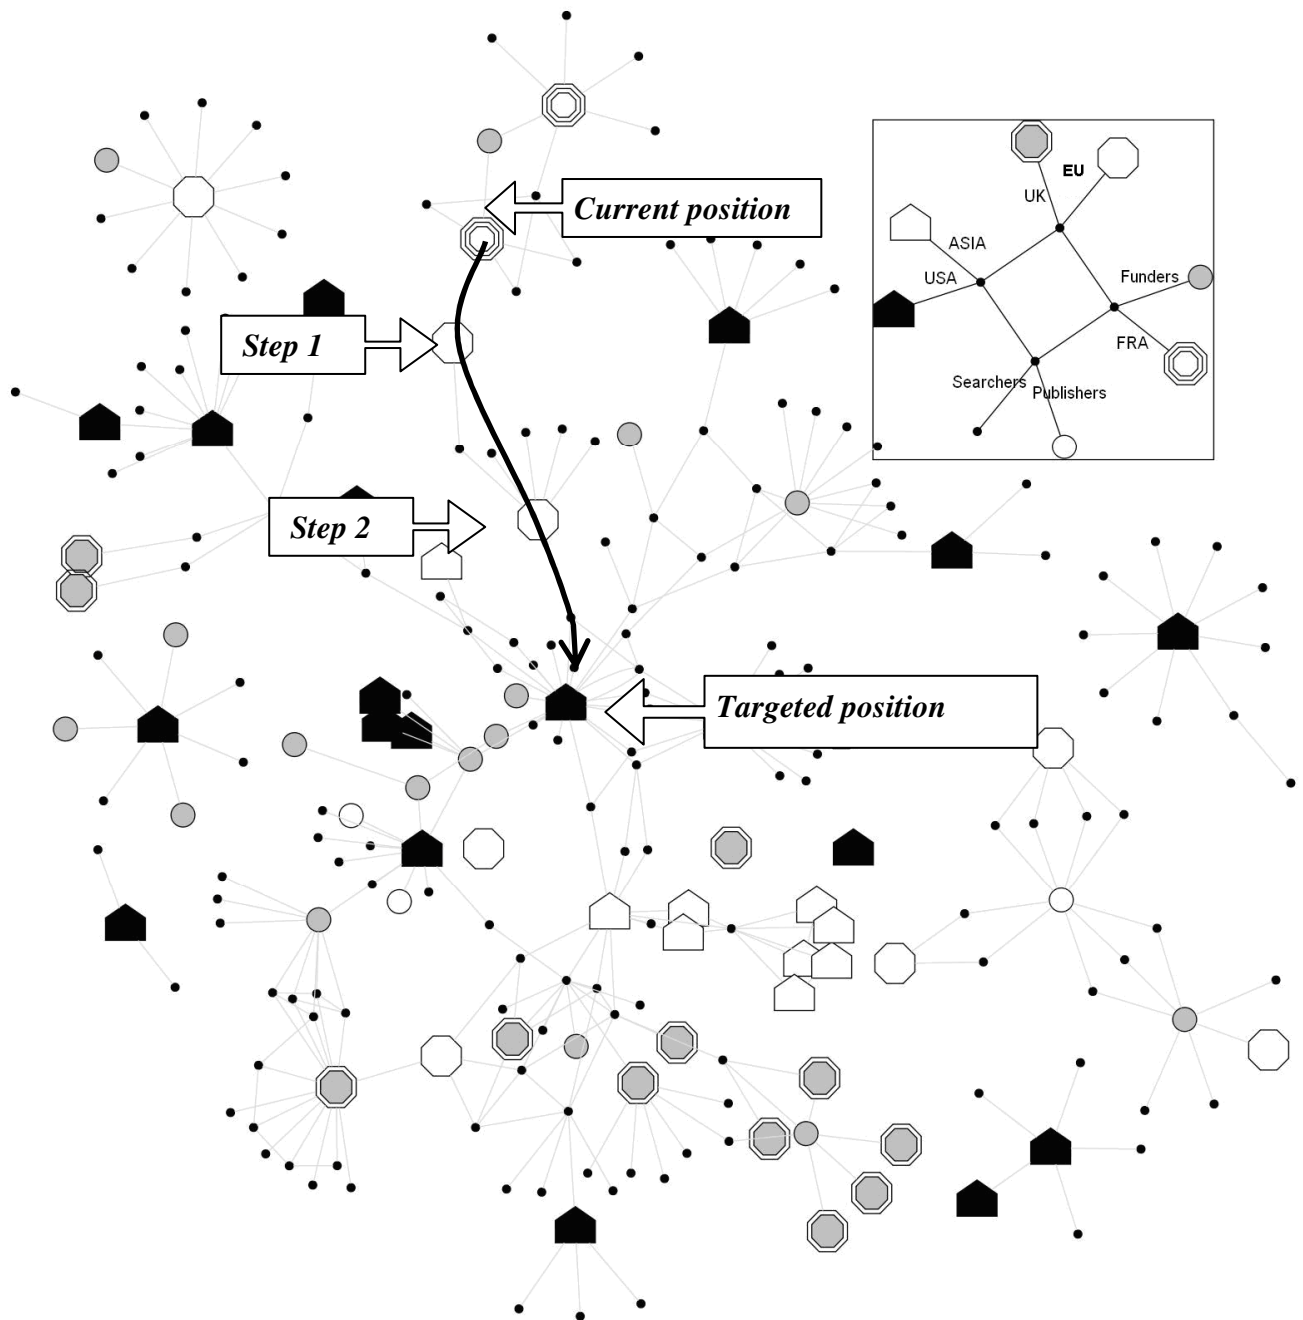 Current position
EU
UK
ASIA
USA
Funders
FRA
Searchers
Publishers
Step 1
Step 2
Targeted position